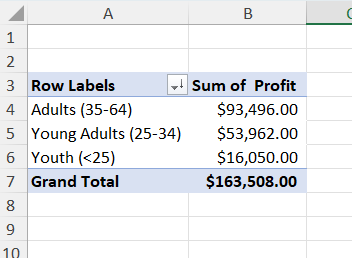 A B
1
2
3 Row Labels Sum of Profit
4 Adults (35-64) $93,496.00
5 Young Adults (25-34) $53,962.00
6 Youth (<25) $16,050.00
7 Grand Total $163,508.00
8
9
10